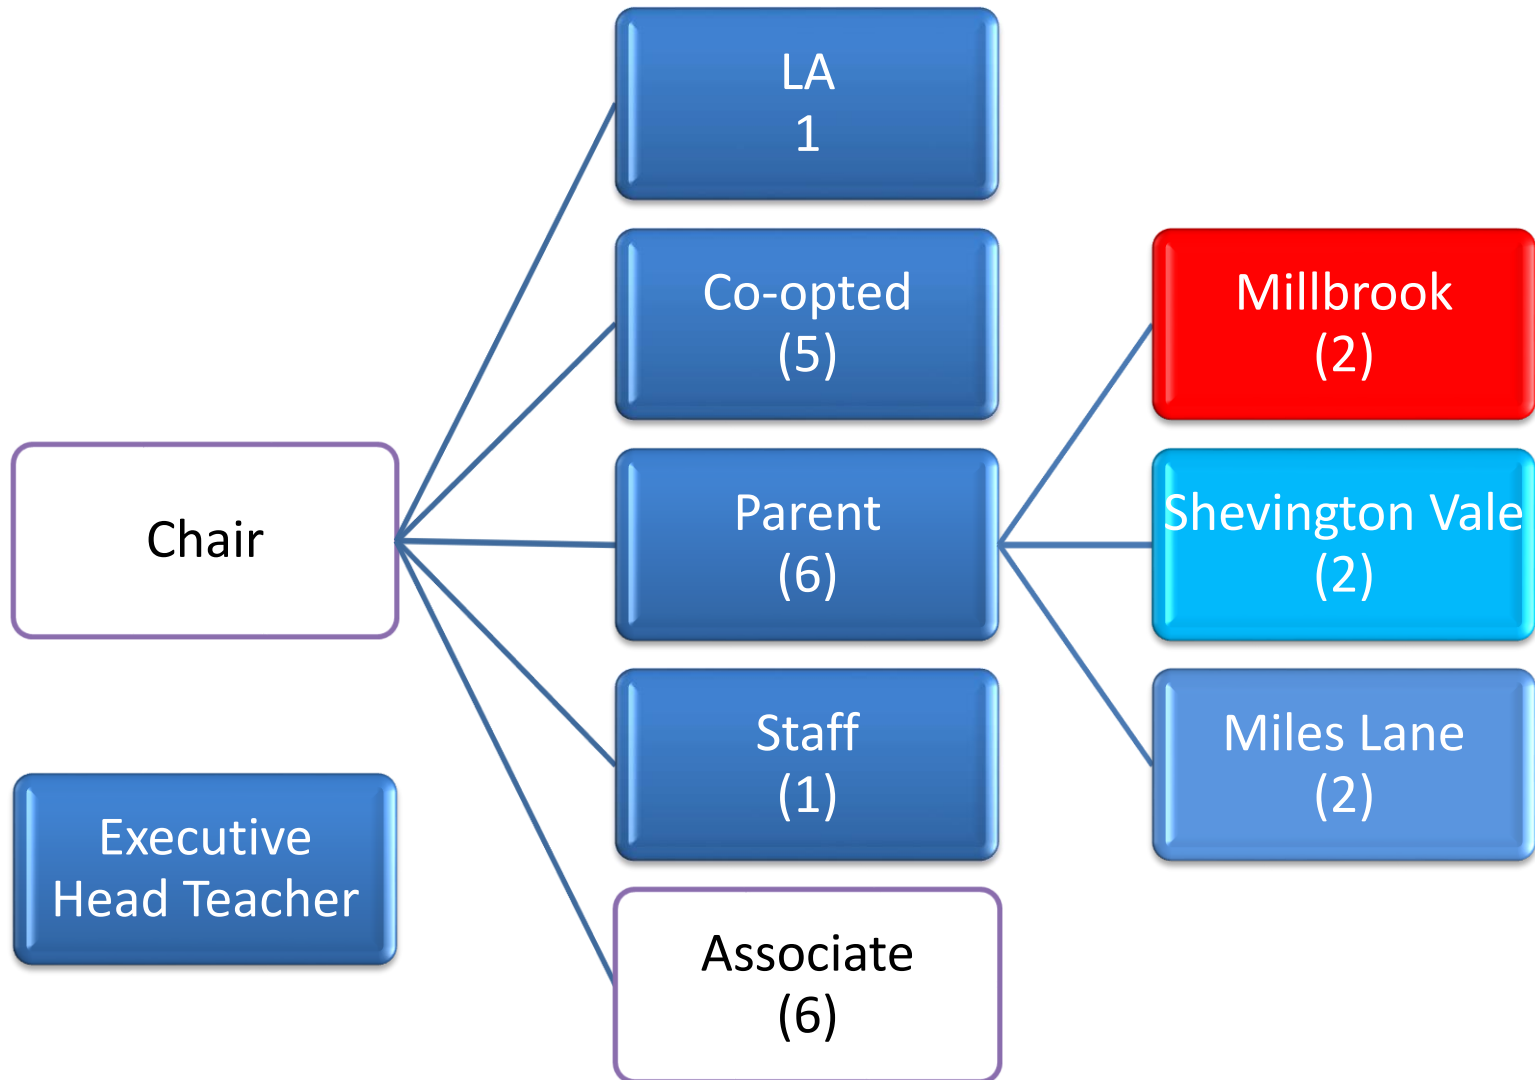 Chair
Executive
Head Teacher
LA
1
Co-opted
(5)
Parent
(6)
Staff
(1)
Associate
(6)
Millbrook
(2)
Shevington Vale
(2)
Miles Lane
(2)